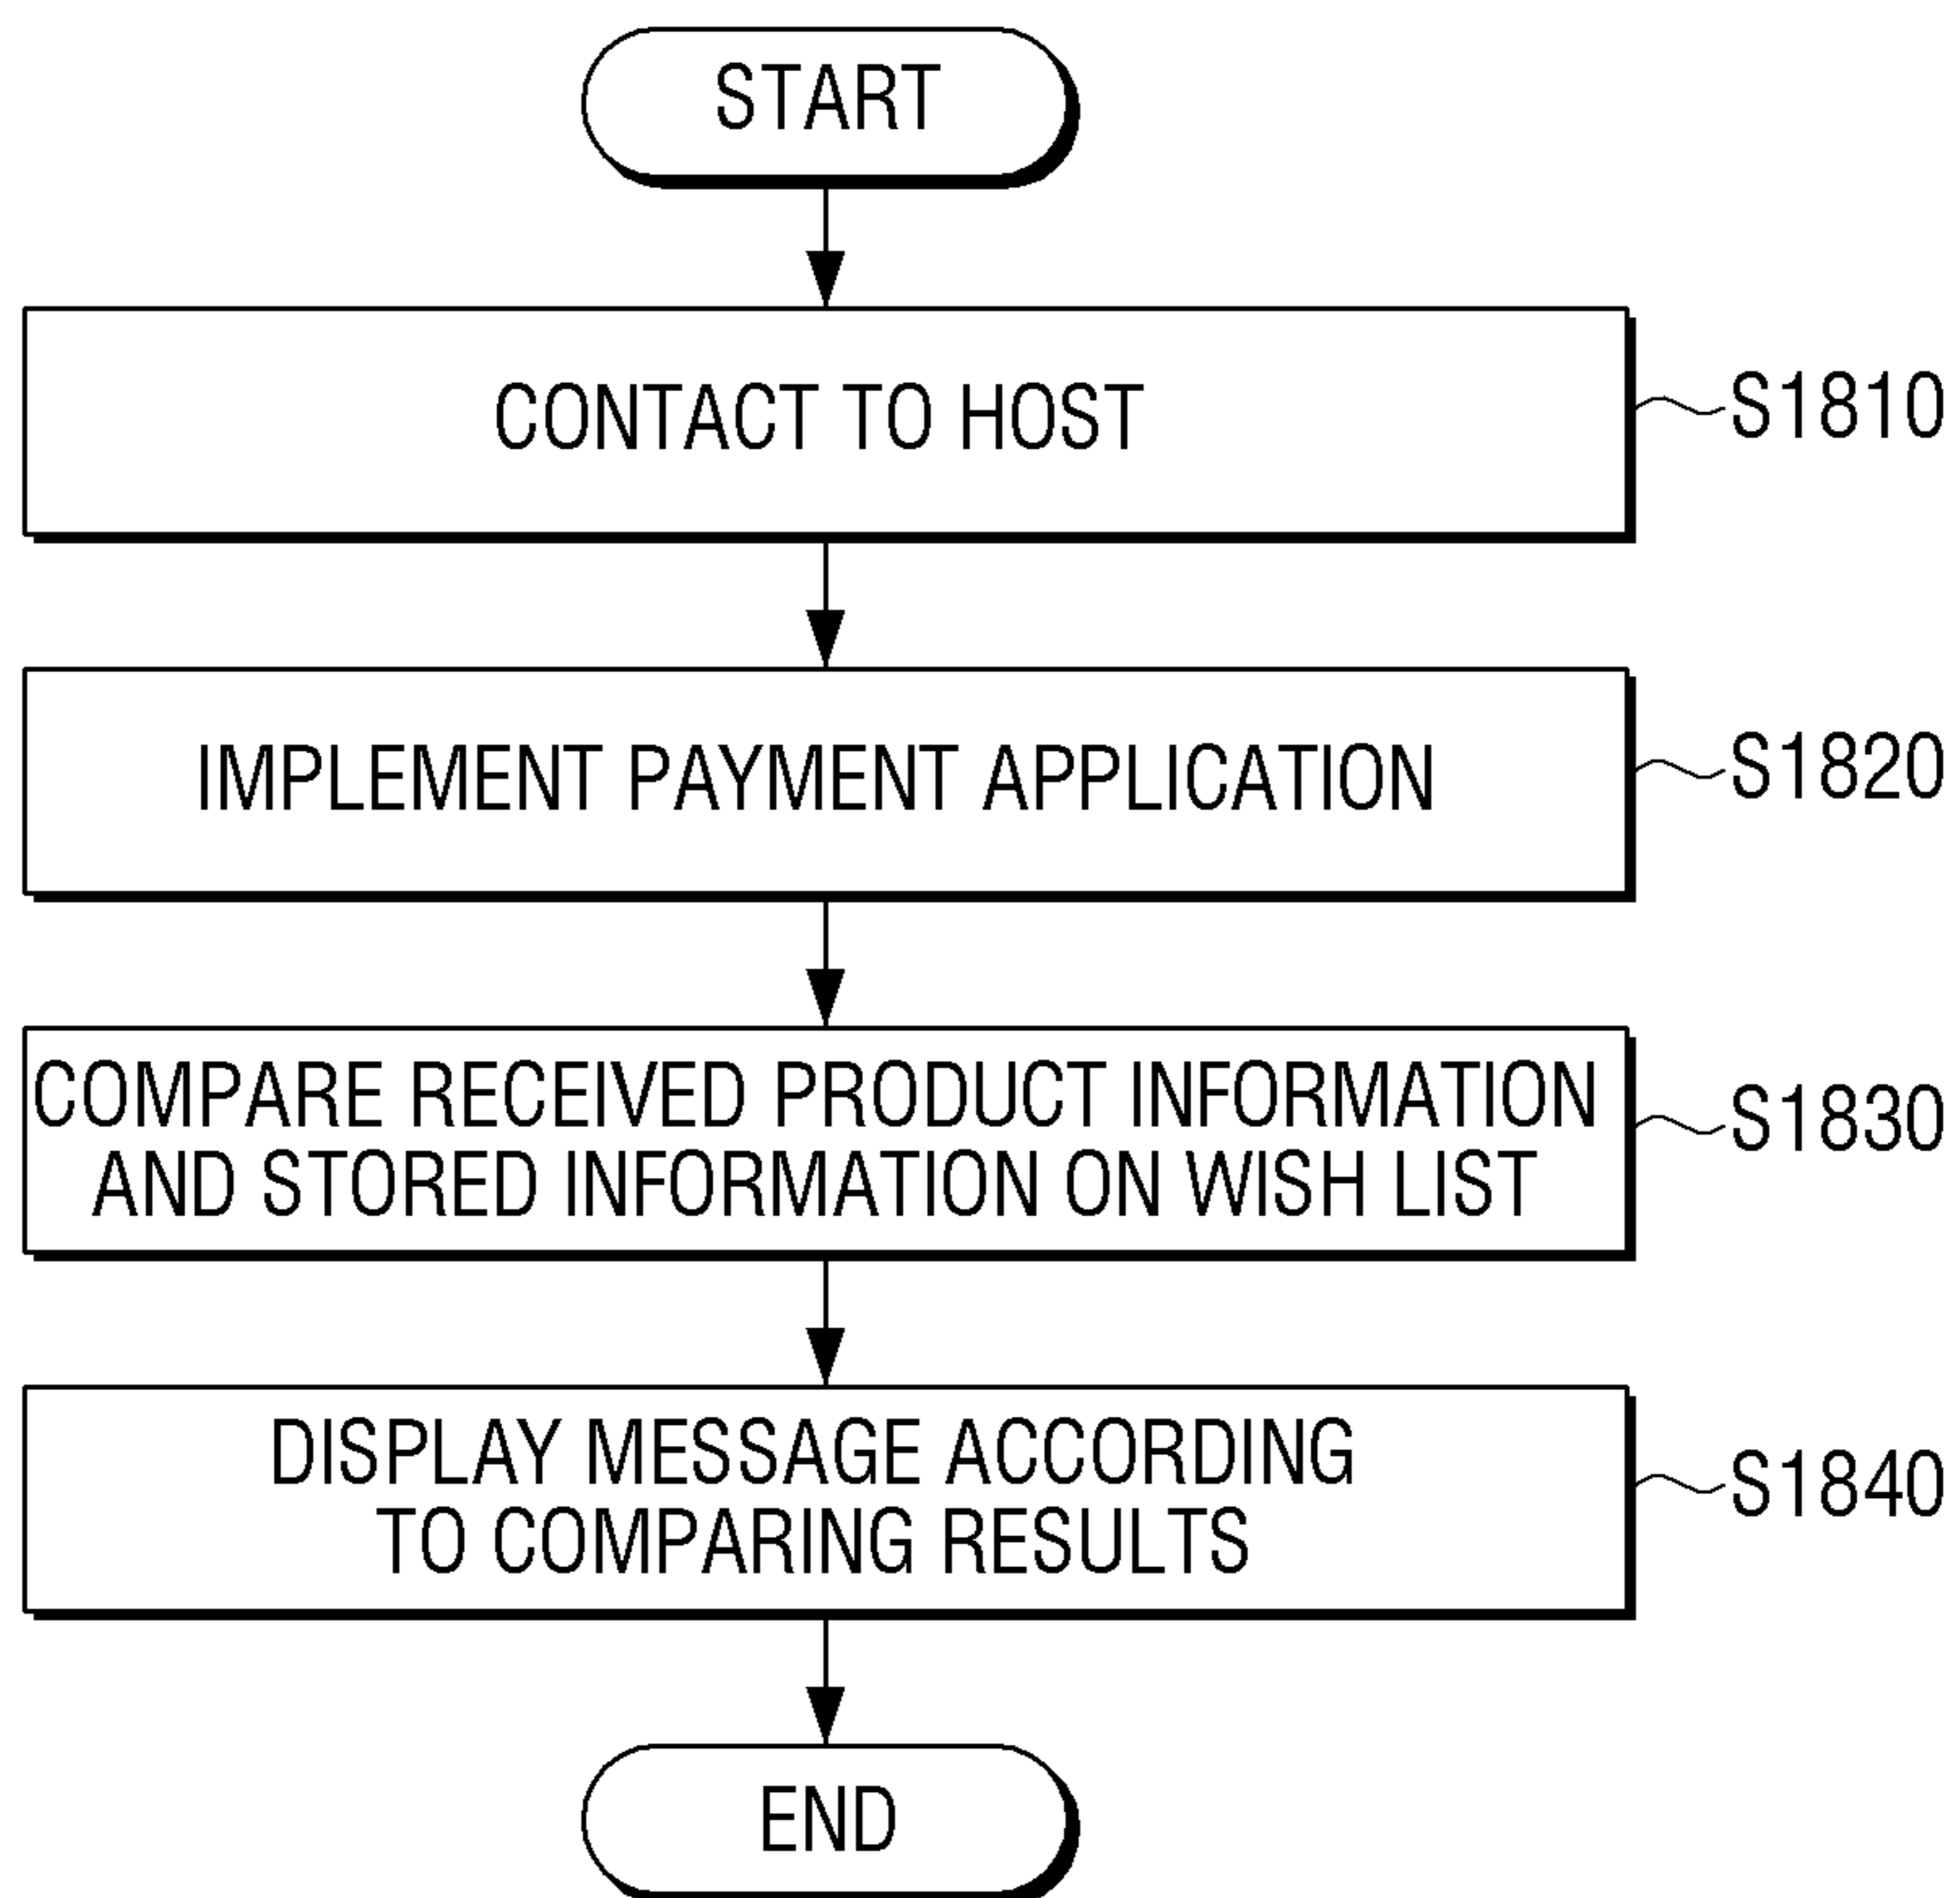 START
CONTACT TO HOST
S1810
IMPLEMENT PAYMENT APPLICATION
S1820
COMPARE RECEIVED PRODUCT INFORMATION
AND STORED INFORMATION ON WISH LIST
S1830
DISPLAY MESSAGE ACCORDING
TO COMPARING RESULTS
S1840
END